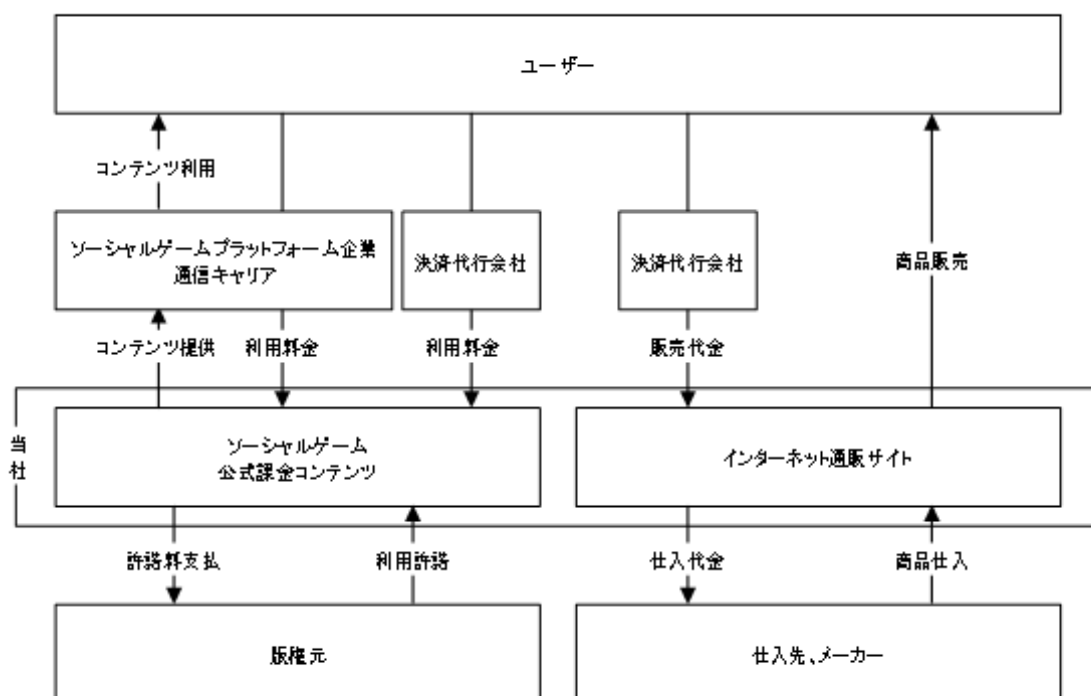 ユーザー
コンテンツ利用
ソーシャルゲームプラットフォーム企業
通信キャリア
決済代行会社
決済代行会社
商品販売
コンテンツ提供
利用料金
利用料金
販売代金
当
社
ソーシャルゲーム
公式課金コンテンツ
インターネット通販サイト
許諾料支払
利用許諾
仕入代金
商品仕入
版権元
仕入先、メーカー